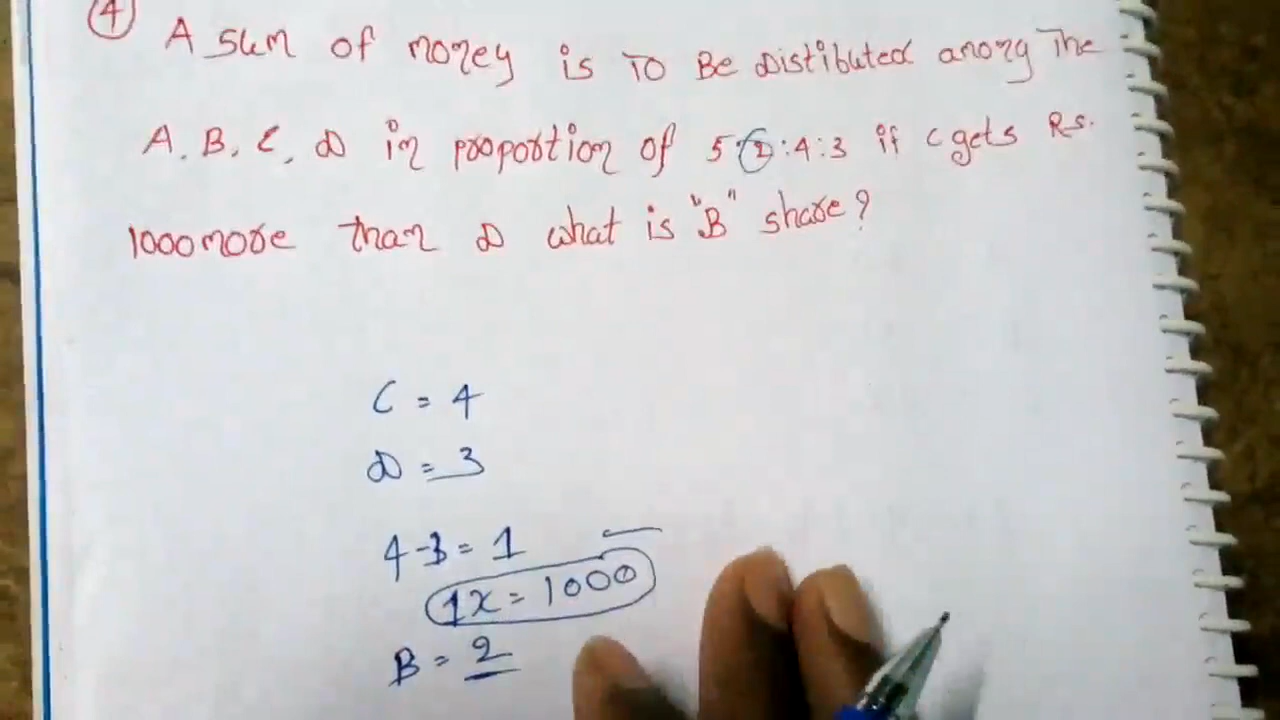 4 A sum of money is To Be Distibuted among The
A, B, C, D in proportion of 5:2:4:3 if C gets Rs.
1000 more than D what is "B" share?
C = 4
D = 3
4-3 = 1
1x = 1000
B = 2